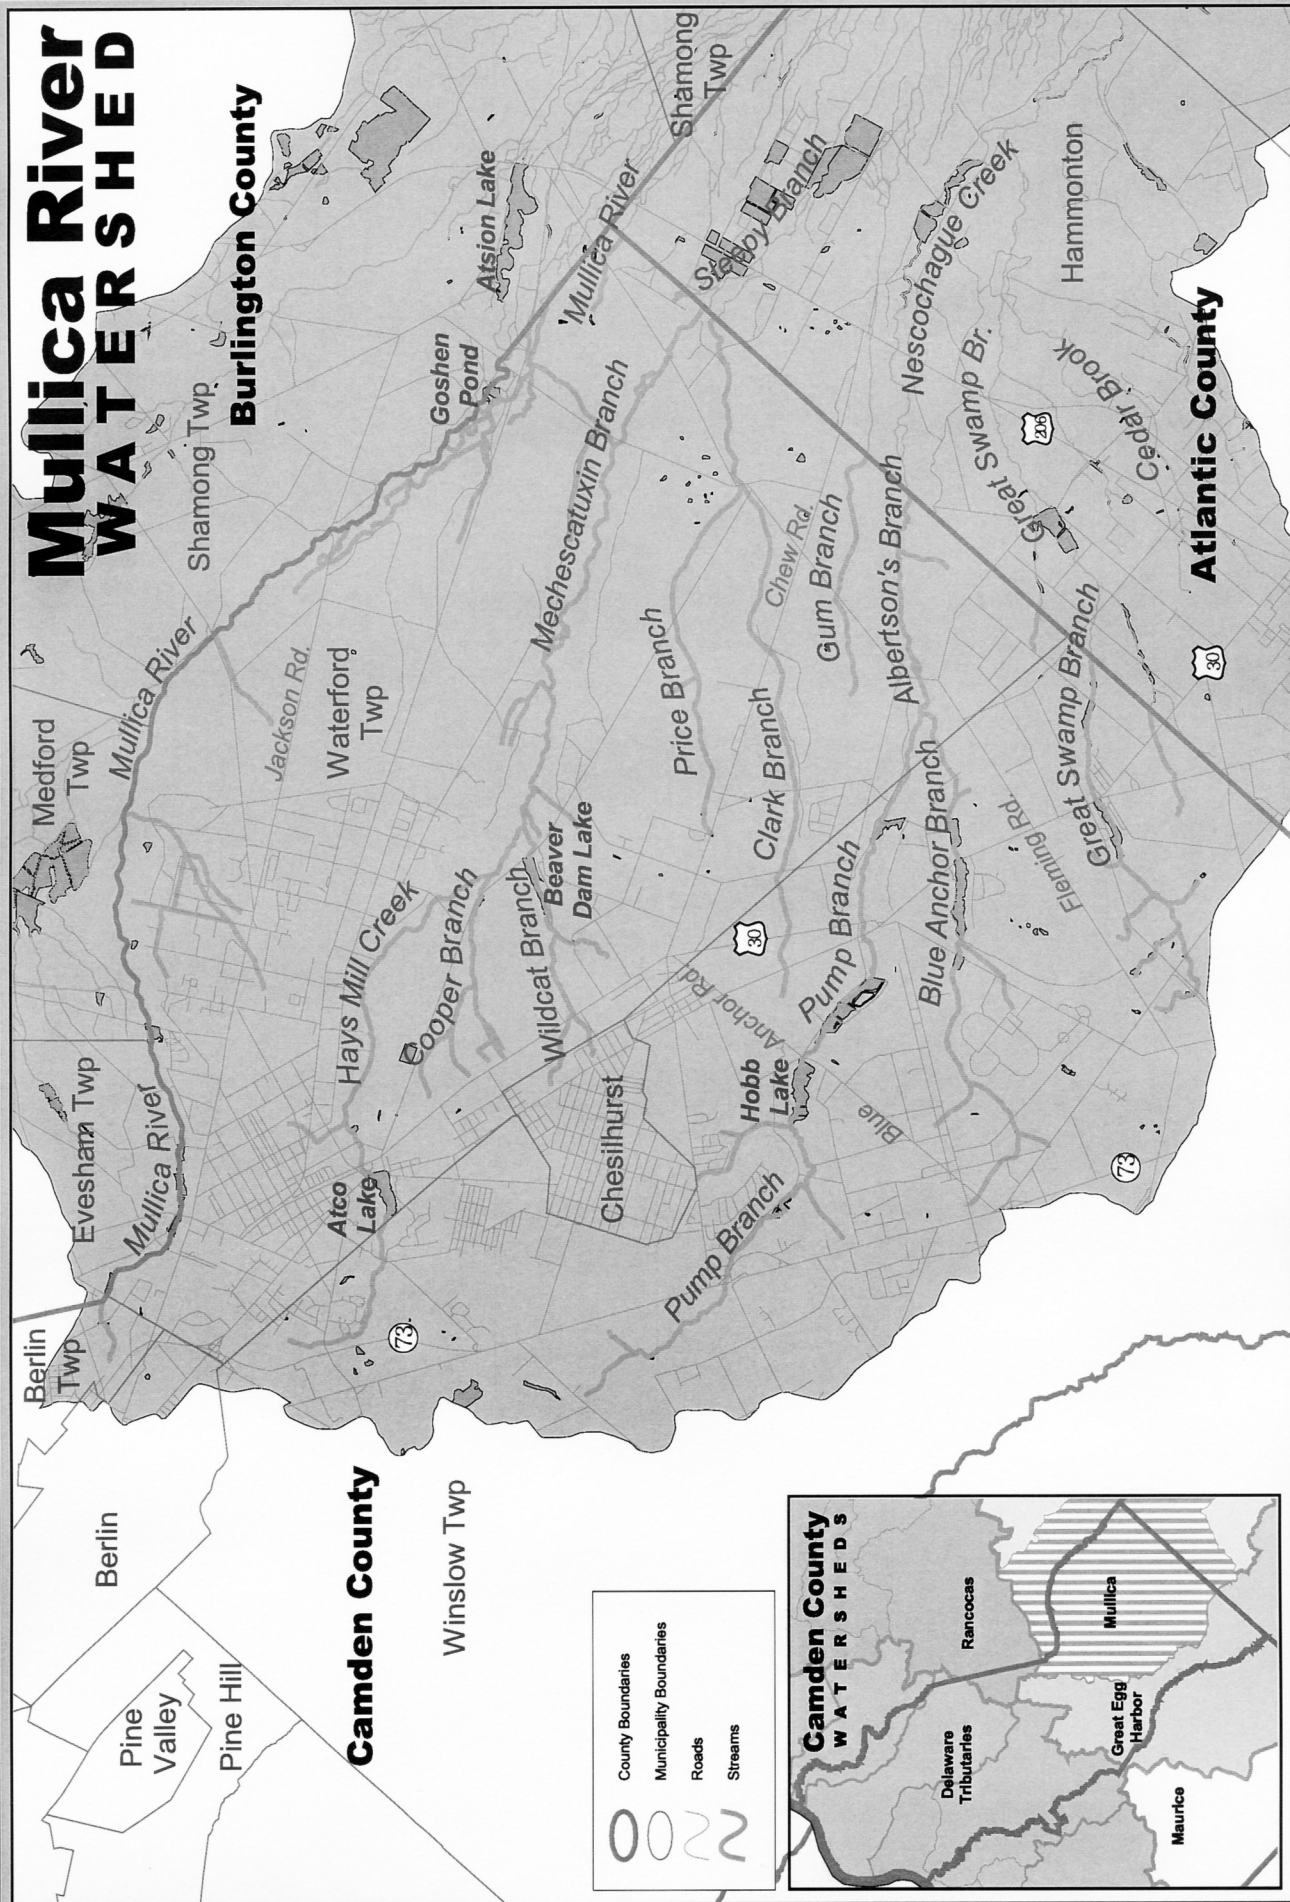 Mullica River
WATERSHED
Burlington County
Shamong
Twp
Atsion Lake
Mullica River
Sleeby Branch
Nescochague Creek
Hammonton
Goshen
Pond
Shamong Twp
Mechescatuxin Branch
Great Swamp Br.
206
Cedar Brook
Atlantic County
30
Medford
Twp
Mullica River
Jackson Rd.
Waterford
Twp
Price Branch
Chew Rd.
Gum Branch
Albertson's Branch
Clark Branch
Great Swamp Branch
Fleming Rd.
Beaver
Dam Lake
Hays Mill Creek
Cooper Branch
Wildcat Branch
30
Pump Branch
Blue Anchor Branch
Evesham Twp
Mullica River
Chesilhurst
Blue Anchor Rd
Hobb
Lake
Atco
Lake
Pump Branch
73
73
Berlin
Twp
Berlin
Pine
Valley
Pine Hill
Camden County
Winslow Twp
County Boundaries
Municipality Boundaries
Roads
Streams
Camden County
WATERSHEDS
Rancocas
Mullica
Delaware
Tributaries
Great Egg
Harbor
Maurice